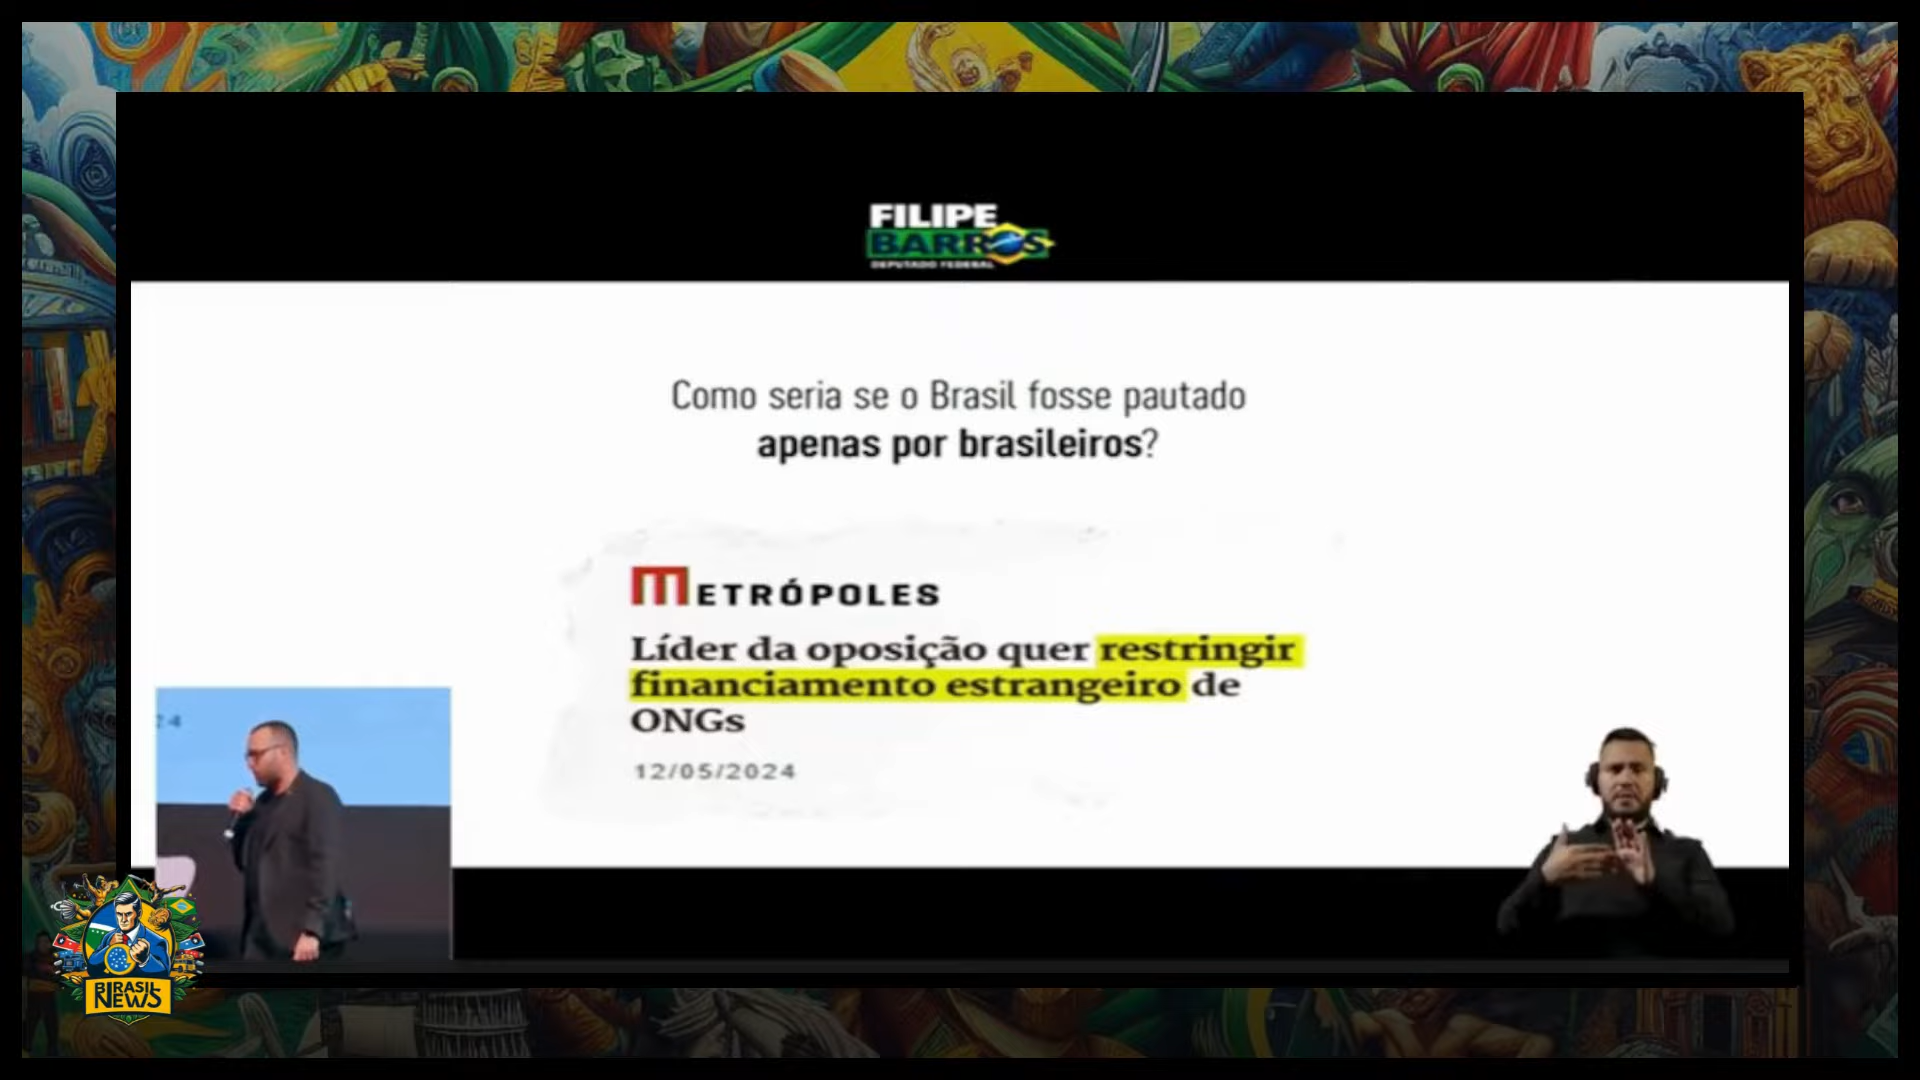 FILIPE
BARROS
DEPUTADO FEDERAL
Como seria se o Brasil fosse pautado
apenas por brasileiros?
METRÓPOLES
Líder da oposição quer restringir
financiamento estrangeiro de
ONGs
12/05/2024
24
BRASIL
NEWS